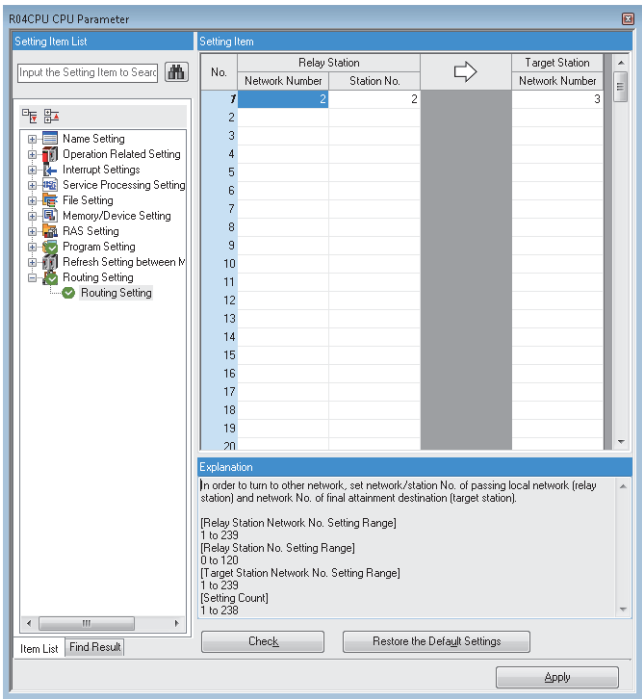 R04CPU CPU Parameter
Setting Item List
Input the Setting Item to Searc
Name Setting
Operation Related Setting
Interrupt Settings
Service Processing Setting
File Setting
Memory/Device Setting
RAS Setting
Program Setting
Refresh Setting between M
Routing Setting
Routing Setting
Item List
Find Result
Setting Item
No.
Relay Station
Target Station
Network Number
Station No.
Network Number
1 2 2 3
2
3
4
5
6
7
8
9
10
11
12
13
14
15
16
17
18
19
20
Explanation
In order to turn to other network, set network/station No. of passing local network (relay
station) and network No. of final attainment destination (target station).
[Relay Station Network No. Setting Range]
1 to 239
[Relay Station No. Setting Range]
0 to 120
[Target Station Network No. Setting Range]
1 to 239
[Setting Count]
1 to 238
Check
Restore the Default Settings
Apply